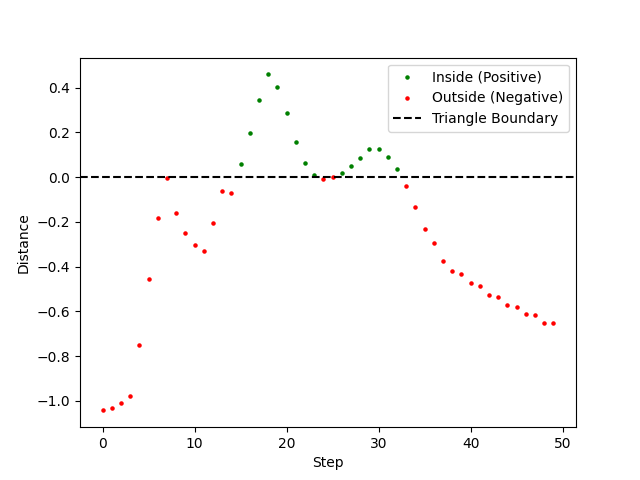 0.4
0.2
0.0
−0.2
−0.4
−0.6
−0.8
−1.0
Distance
Inside (Positive)
Outside (Negative)
Triangle Boundary
0 10 20 30 40 50
Step